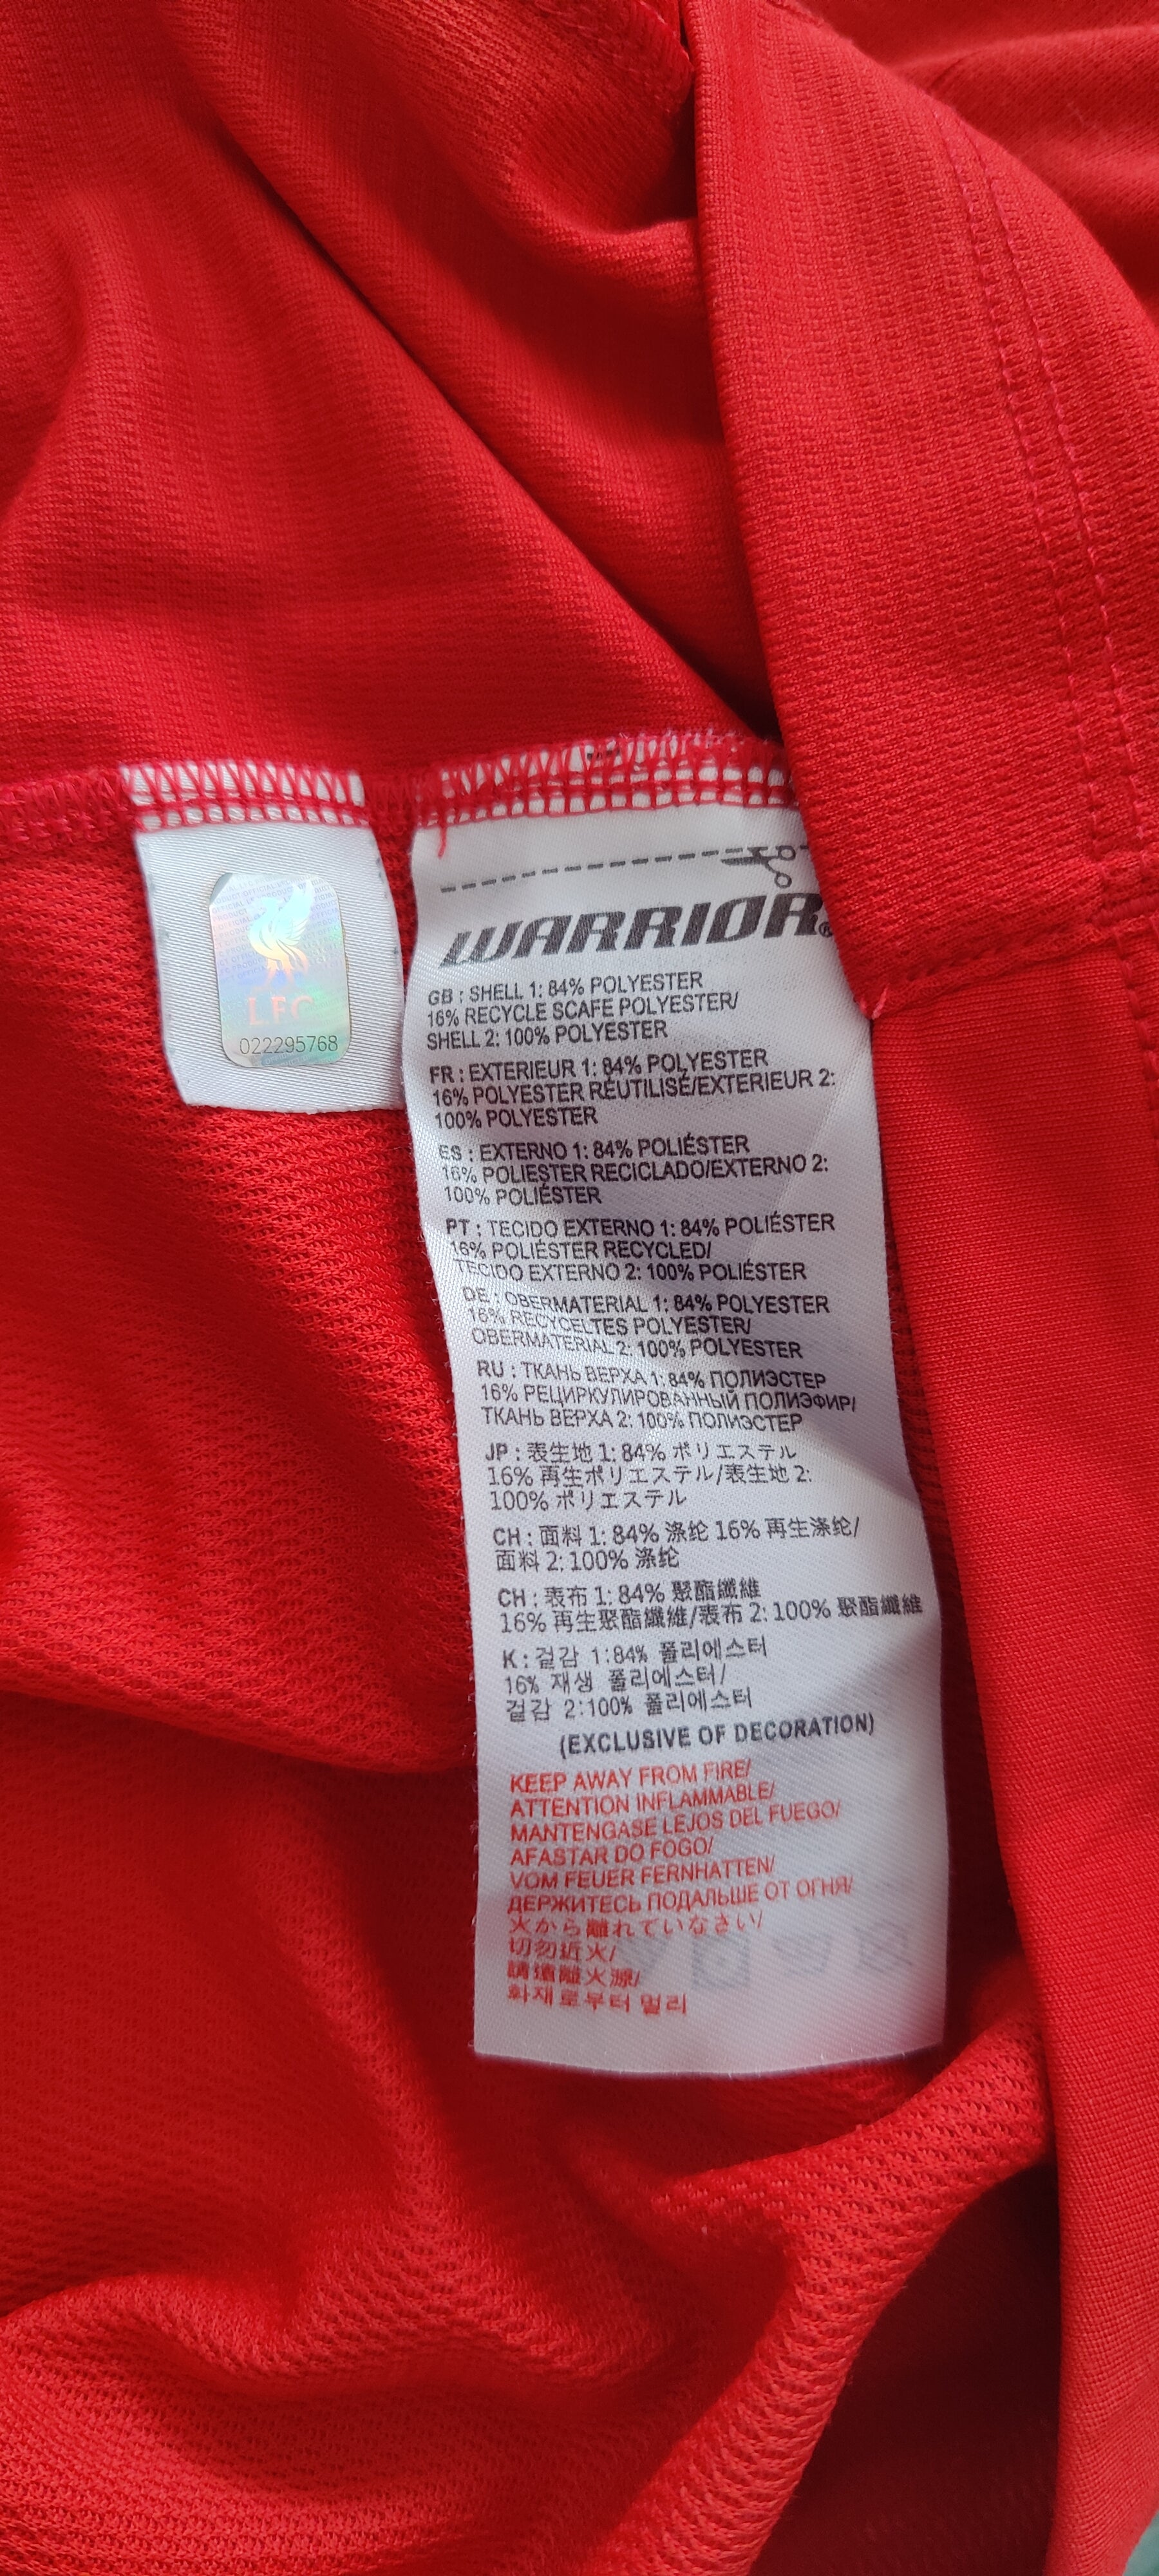 LFC
022295768
WARRIOR®
GB : SHELL 1: 84% POLYESTER
16% RECYCLE SCAFE POLYESTER/
SHELL 2: 100% POLYESTER
FR : EXTERIEUR 1: 84% POLYESTER
16% POLYESTER RÉUTILISÉ/EXTERIEUR 2:
100% POLYESTER
ES : EXTERNO 1: 84% POLIÉSTER
16% POLIESTER RECICLADO/EXTERNO 2:
100% POLIÉSTER
PT : TECIDO EXTERNO 1: 84% POLIÉSTER
16% POLIÉSTER RECYCLED/
TECIDO EXTERNO 2: 100% POLIÉSTER
DE : OBERMATERIAL 1: 84% POLYESTER
16% RECYCELTES POLYESTER/
OBERMATERIAL 2: 100% POLYESTER
RU : ТКАНЬ ВЕРХА 1: 84% ПОЛИЭСТЕР
16% РЕЦИРКУЛИРОВАННЫЙ ПОЛИЭФИР/
ТКАНЬ ВЕРХА 2: 100% ПОЛИЭСТЕР
JP : 表生地 1: 84% ポリエステル
16% 再生ポリエステル/表生地 2:
100% ポリエステル
CH : 面料 1: 84% 涤纶 16% 再生涤纶/
面料 2: 100% 涤纶
CH : 表布 1: 84% 聚酯纖維
16% 再生聚酯纖維/表布 2: 100% 聚酯纖維
K : 겉감 1:84% 폴리에스터
16% 재생 폴리에스터/
겉감 2:100% 폴리에스터
(EXCLUSIVE OF DECORATION)
KEEP AWAY FROM FIRE/
ATTENTION INFLAMMABLE/
MANTENGASE LEJOS DEL FUEGO/
AFASTAR DO FOGO/
VOM FEUER FERNHATTEN/
ДЕРЖИТЕСЬ ПОДАЛЬШЕ ОТ ОГНЯ/
火から離れていなさい/
切勿近火/
請遠離火源/
화재로부터 멀리